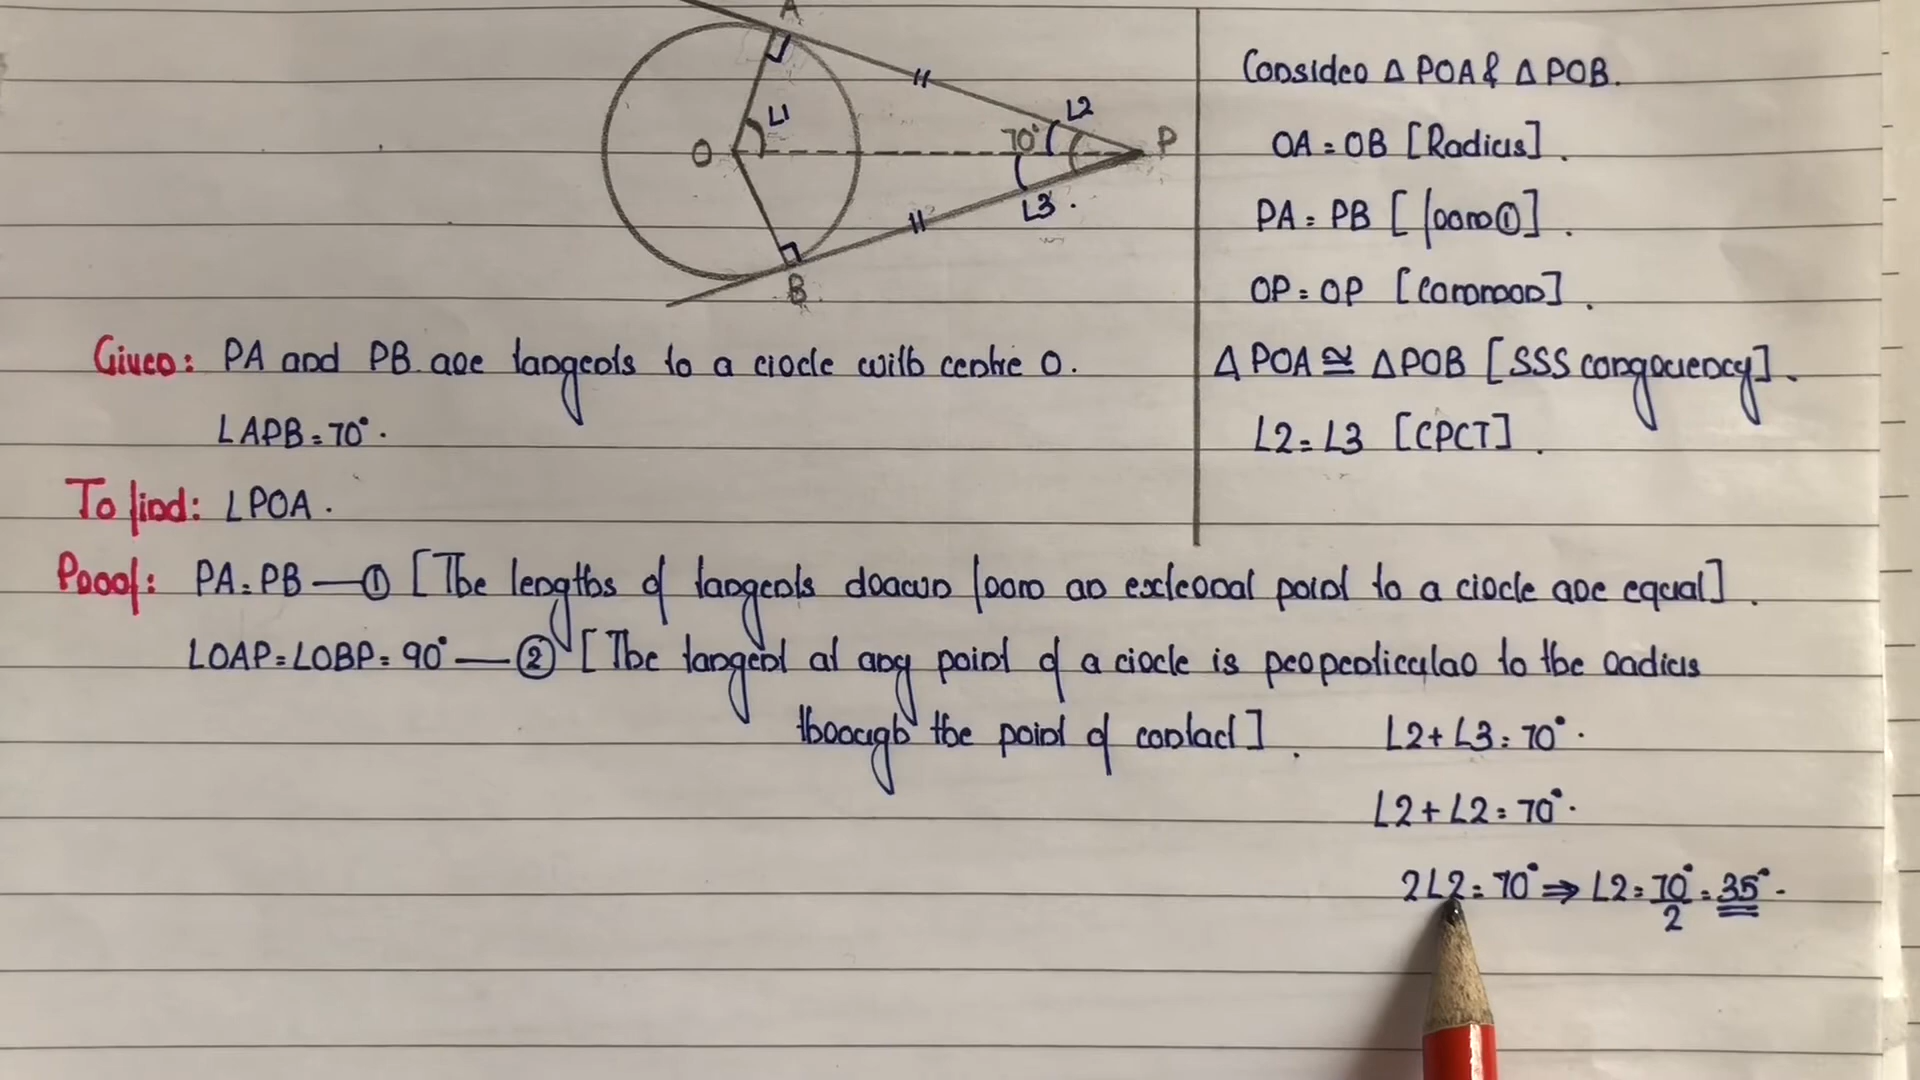 A
∠1
O
70°
∠2
P
∠3.
B
Given: PA and PB are tangents to a circle with centre O.
∠APB = 70°.
To find: ∠POA.
Consider △POA & △POB.
OA = OB [Radius].
PA = PB [from ①].
OP = OP [common].
△POA ≅ △POB [SSS congruency].
∠2 = ∠3 [CPCT].
Proof: PA = PB — ① [The lengths of tangents drawn from an external point to a circle are equal].
∠OAP = ∠OBP = 90° — ② [The tangent at any point of a circle is perpendicular to the radius
through the point of contact].
∠2 + ∠3 = 70°.
∠2 + ∠2 = 70°.
2∠2 = 70° ⇒ ∠2 = 70°/2 = 35°.